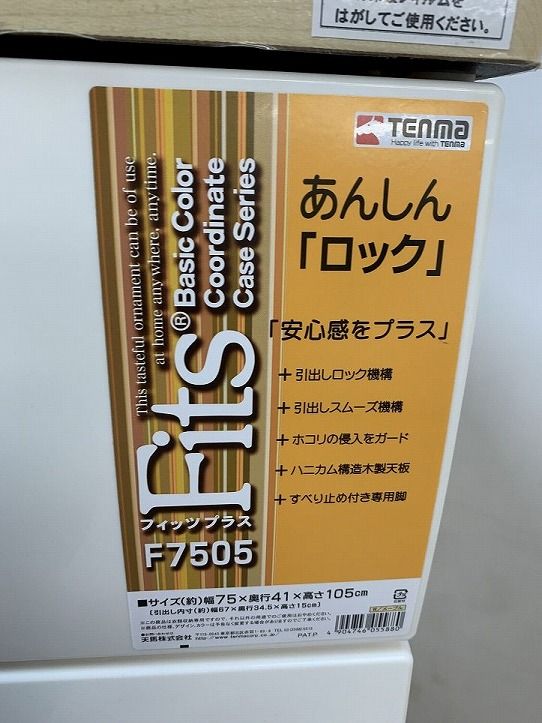 はがしてご使用ください。
TENMA
Happy life with TENMA
This tasteful ornament can be of use
at home anywhere, anytime.
Fits®
Basic Color
Coordinate
Case Series
フィッツプラス
F7505
あんしん
「ロック」
「安心感をプラス」
+引出しロック機構
+引出しスムーズ機構
+ホコリの侵入をガード
+ハニカム構造木製天板
+すべり止め付き専用脚
■サイズ(約)幅75×奥行41×高さ105cm
[引出し内寸(約)幅67×奥行34.5×高さ15cm]
天馬株式会社
PAT.P.
4 904746 055880